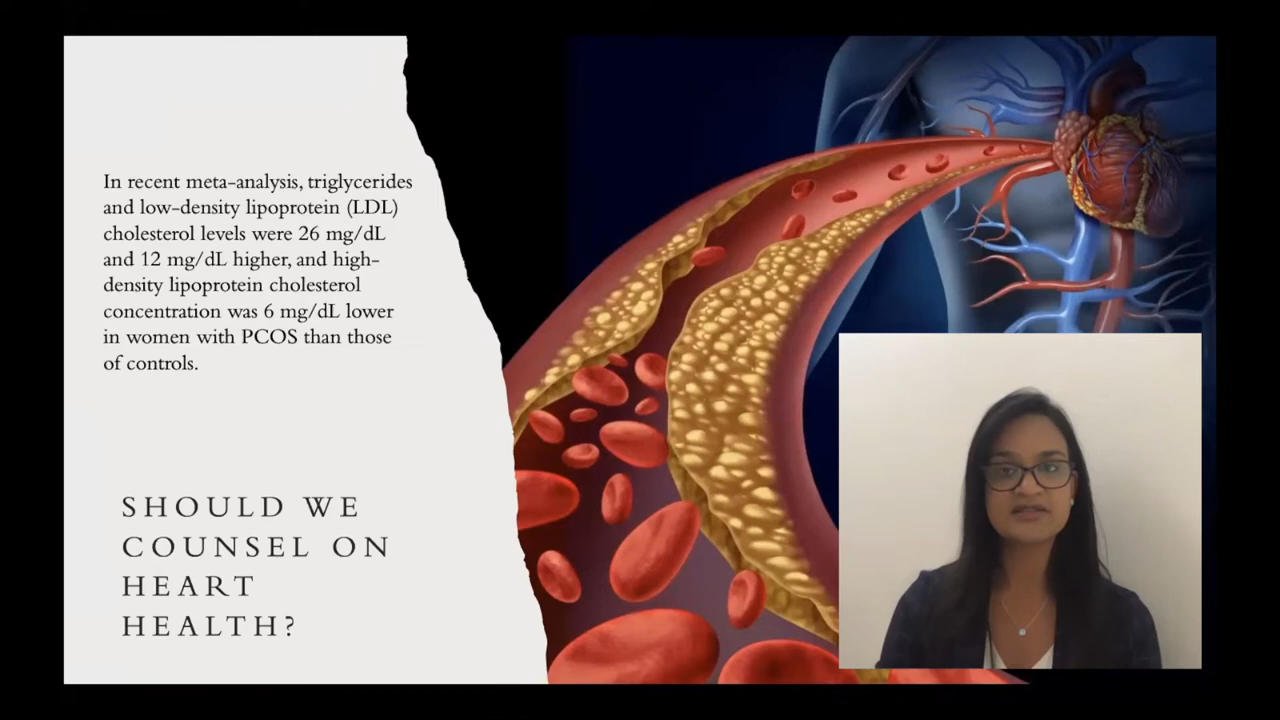 In recent meta-analysis, triglycerides
and low-density lipoprotein (LDL)
cholesterol levels were 26 mg/dL
and 12 mg/dL higher, and high-
density lipoprotein cholesterol
concentration was 6 mg/dL lower
in women with PCOS than those
of controls.
SHOULD WE
COUNSEL ON
HEART
HEALTH?